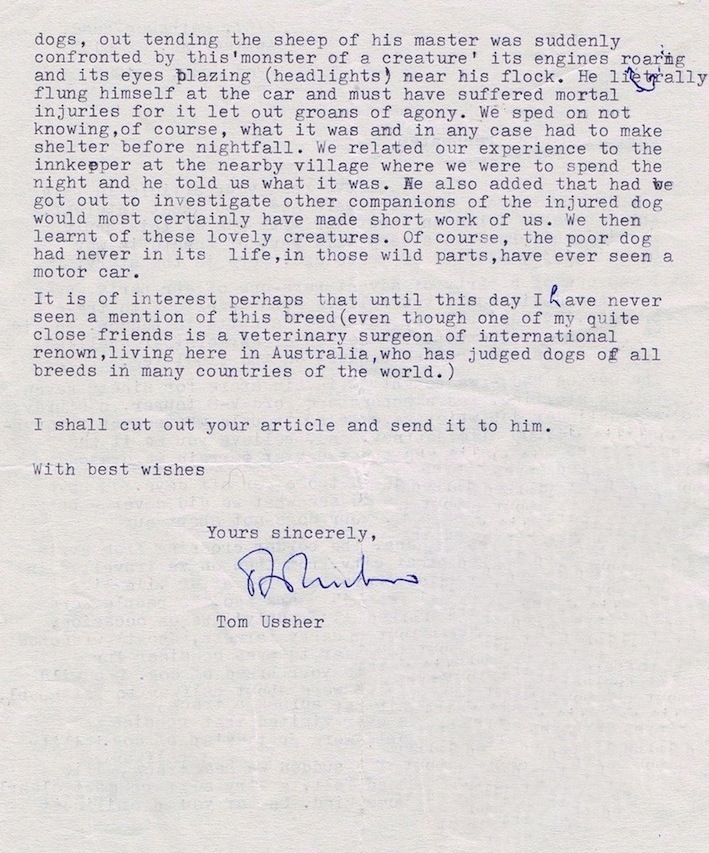 dogs, out tending the sheep of his master was suddenly
confronted by this'monster of a creature' its engines roaring
and its eyes blazing (headlights) near his flock. He literally
flung himself at the car and must have suffered mortal
injuries for it let out groans of agony. We sped on not
knowing,of course, what it was and in any case had to make
shelter before nightfall. We related our experience to the
innkeeper at the nearby village where we were to spend the
night and he told us what it was. He also added that had we
got out to investigate other companions of the injured dog
would most certainly have made short work of us. We then
learnt of these lovely creatures. Of course, the poor dog
had never in its life,in those wild parts,have ever seen a
motor car.
It is of interest perhaps that until this day I have never
seen a mention of this breed(even though one of my quite
close friends is a veterinary surgeon of international
renown,living here in Australia,who has judged dogs of all
breeds in many countries of the world.)
I shall cut out your article and send it to him.
With best wishes
Yours sincerely,
Tom Ussher